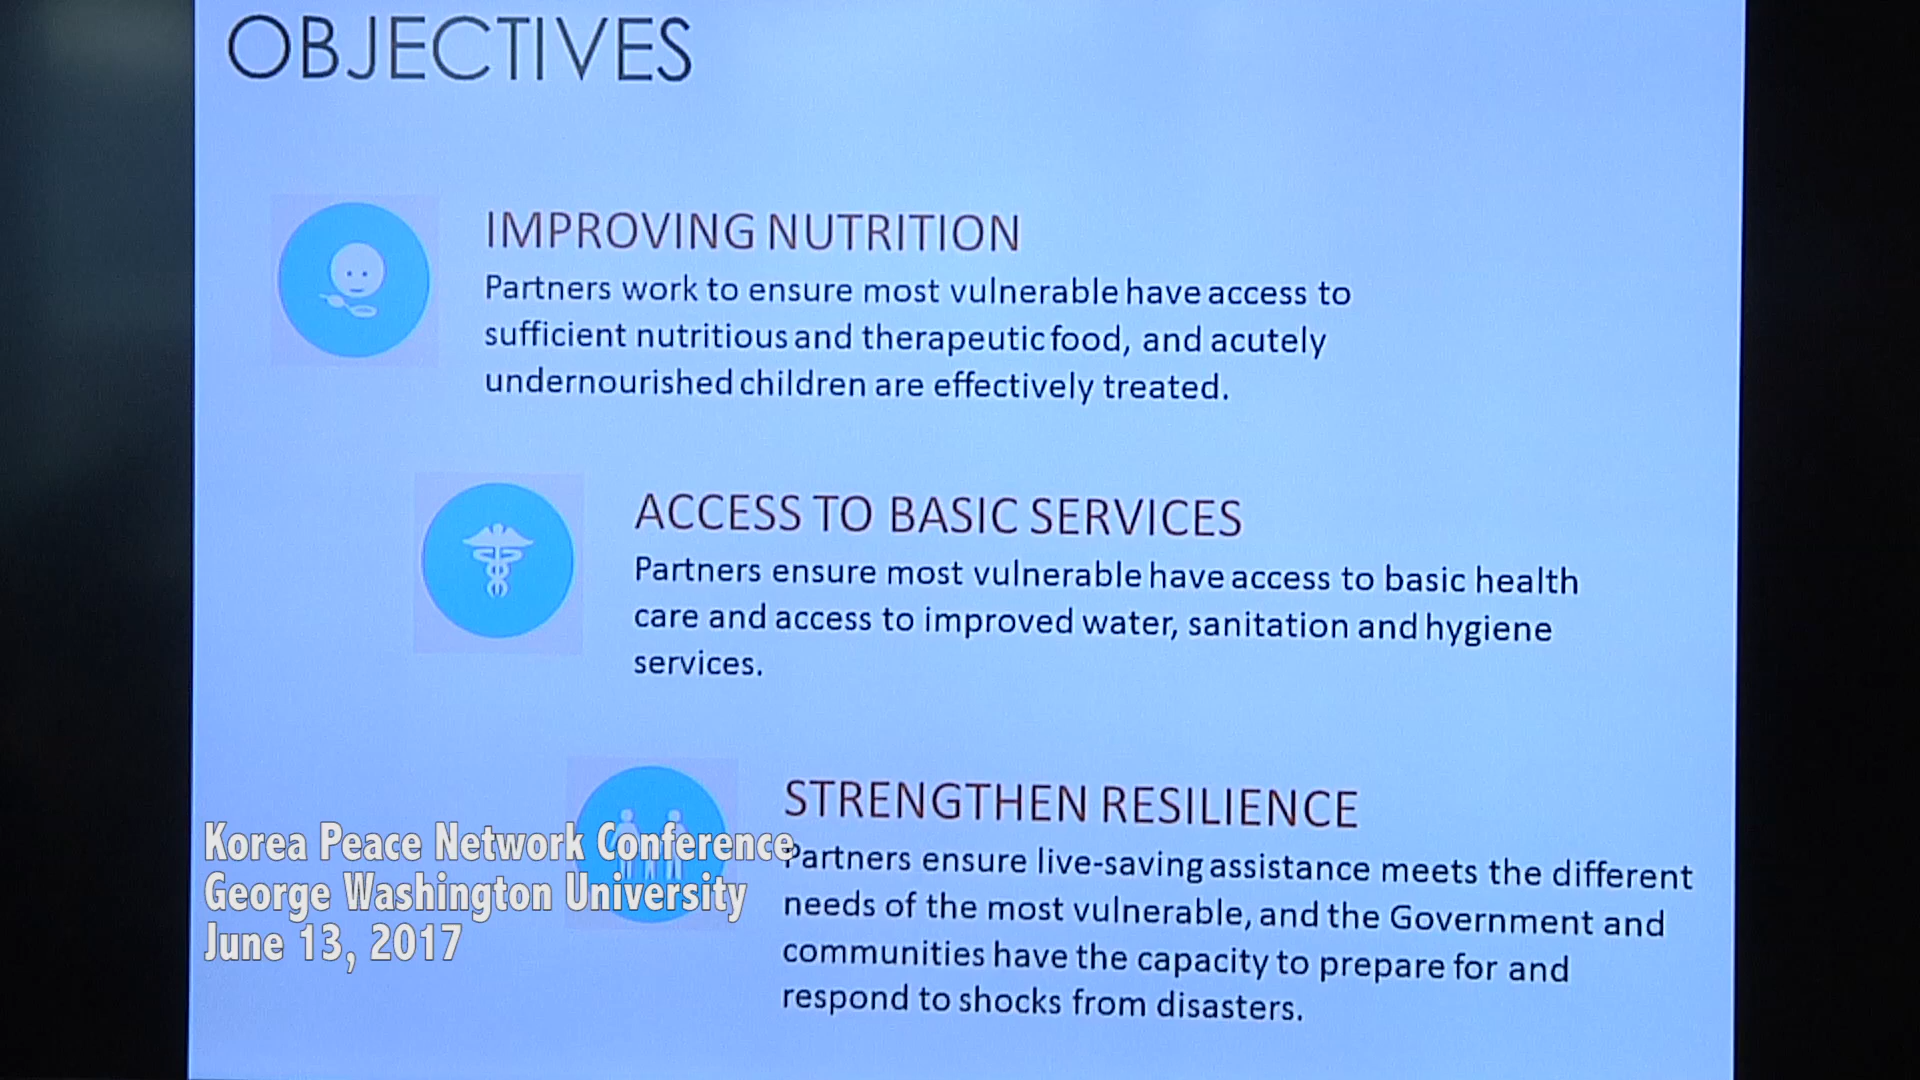 OBJECTIVES
IMPROVING NUTRITION
Partners work to ensure most vulnerable have access to
sufficient nutritious and therapeutic food, and acutely
undernourished children are effectively treated.
ACCESS TO BASIC SERVICES
Partners ensure most vulnerable have access to basic health
care and access to improved water, sanitation and hygiene
services.
STRENGTHEN RESILIENCE
Partners ensure live-saving assistance meets the different
needs of the most vulnerable, and the Government and
communities have the capacity to prepare for and
respond to shocks from disasters.
Korea Peace Network Conference
George Washington University
June 13, 2017